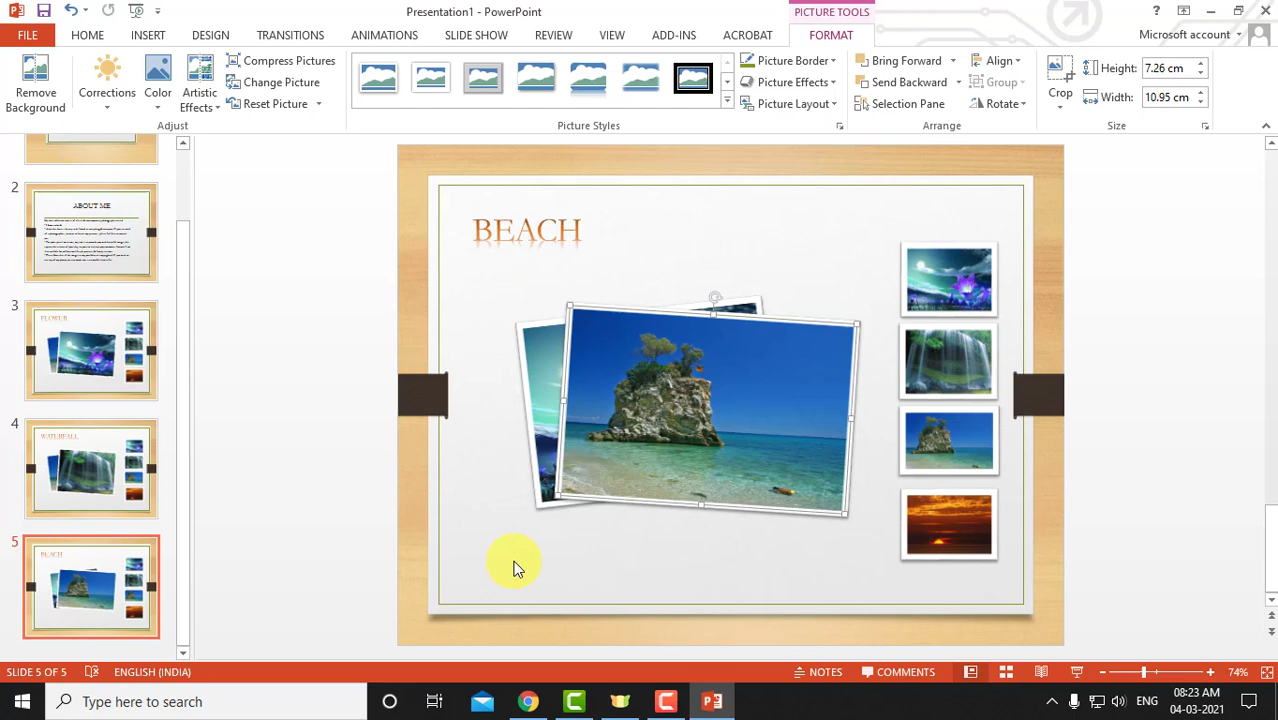 Presentation1 - PowerPoint
PICTURE TOOLS
?
FILE
HOME
INSERT
DESIGN
TRANSITIONS
ANIMATIONS
SLIDE SHOW
REVIEW
VIEW
ADD-INS
ACROBAT
FORMAT
Microsoft account
Remove Background
Corrections
Color
Artistic Effects
Compress Pictures
Change Picture
Reset Picture
Adjust
Picture Styles
Picture Border
Picture Effects
Picture Layout
Bring Forward
Send Backward
Selection Pane
Align
Group
Rotate
Arrange
Crop
Height: 7.26 cm
Width: 10.95 cm
Size
2
ABOUT ME
3
FLOWER
4
WATERFALL
5
BEACH
BEACH
SLIDE 5 OF 5
ENGLISH (INDIA)
NOTES
COMMENTS
74%
Type here to search
ENG
08:23 AM
04-03-2021